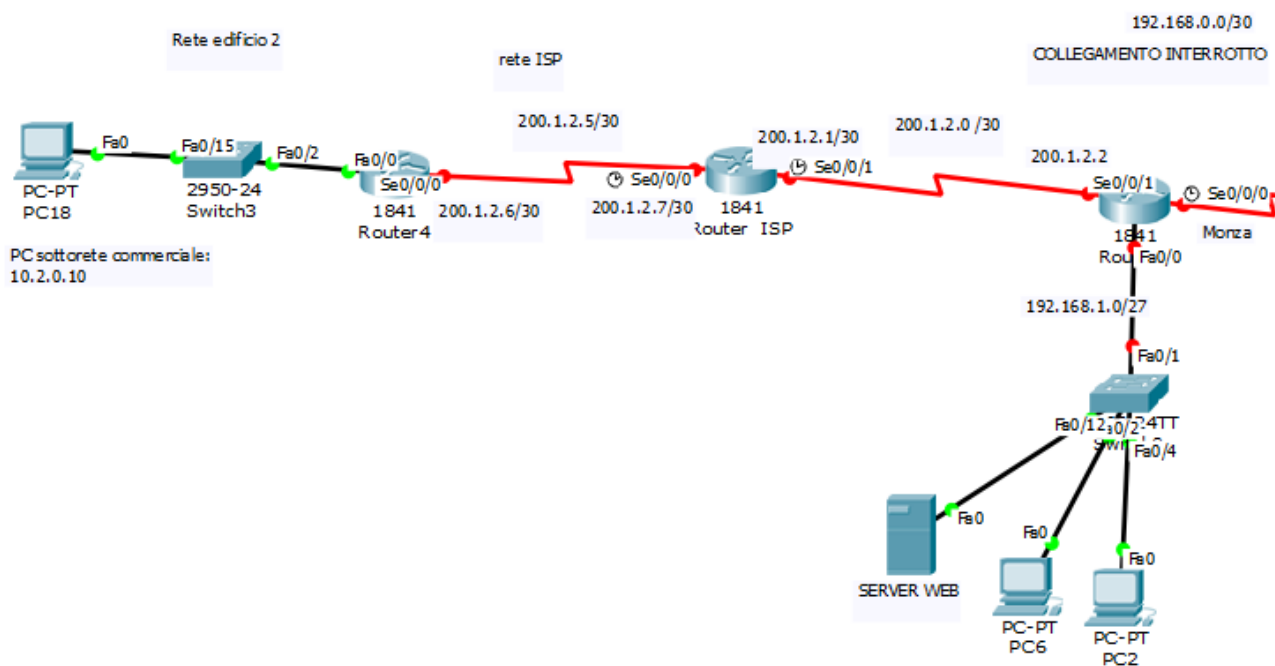 192.168.0.0/30
Rete edificio 2
rete ISP
COLLEGAMENTO INTERROTTO
200.1.2.5/30
200.1.2.1/30
200.1.2.0 /30
Fa0
Fa0/15
Fa0/2
Fa0/0
Se0/0/0
Se0/0/0
Se0/0/1
200.1.2.2
Se0/0/1
Se0/0/0
PC-PT
PC18
2950-24
Switch3
1841
Router4
200.1.2.6/30
200.1.2.7/30
1841
Router ISP
1841
Fa0/0
Monza
PC sottorete commerciale:
10.2.0.10
192.168.1.0/27
Fa0/1
Fa0/12
Fa0/4
Fa0
Fa0
Fa0
SERVER WEB
PC-PT
PC6
PC-PT
PC2